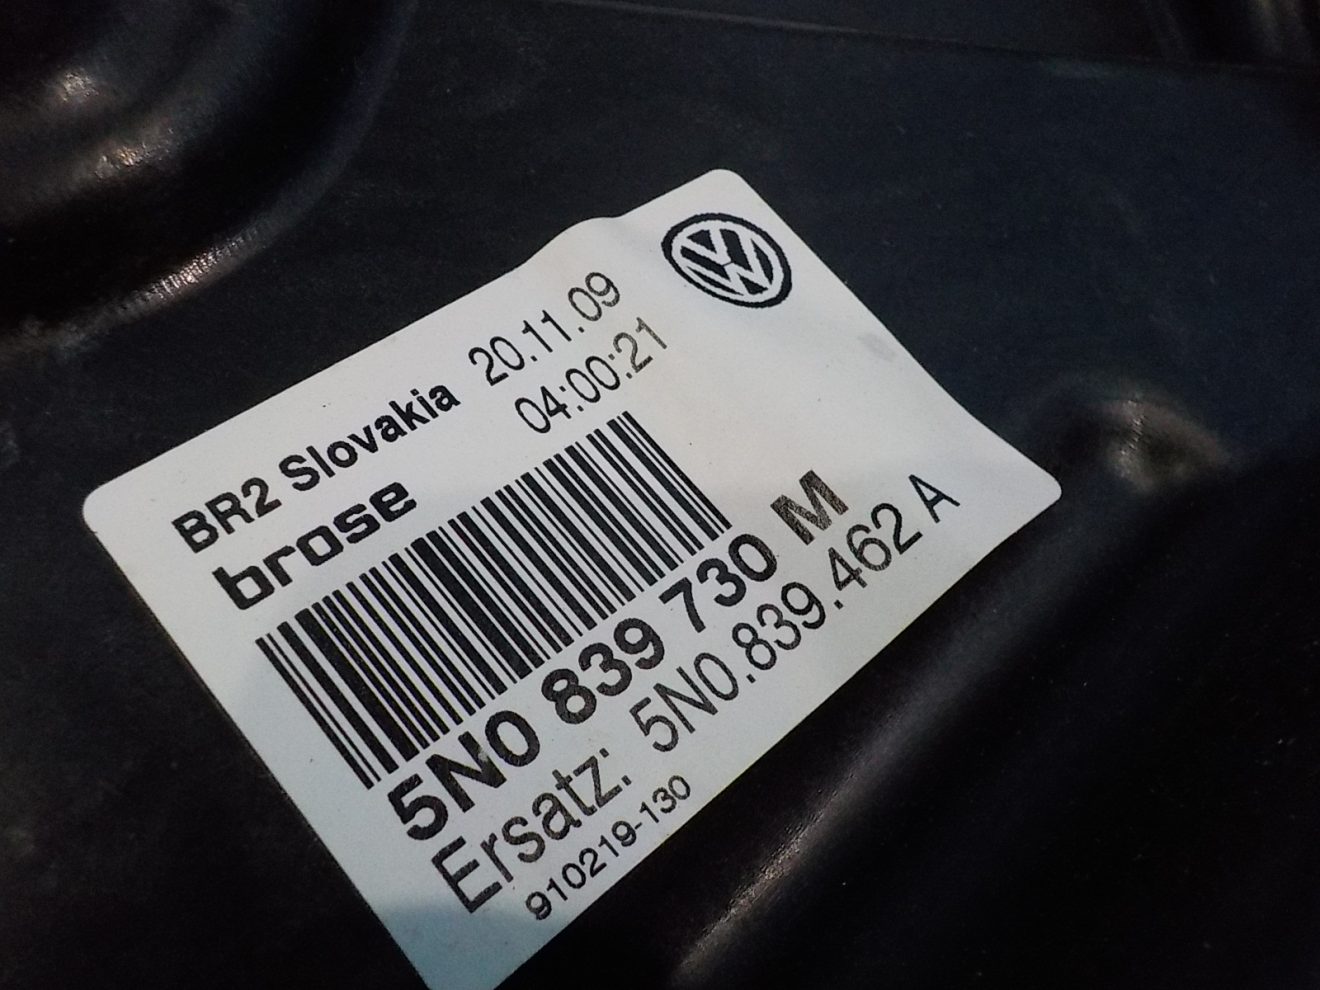 BR2 Slovakia 20.11.09
04:00:21
brose
5N0 839 730 M
Ersatz: 5N0.839.462 A
910219-130